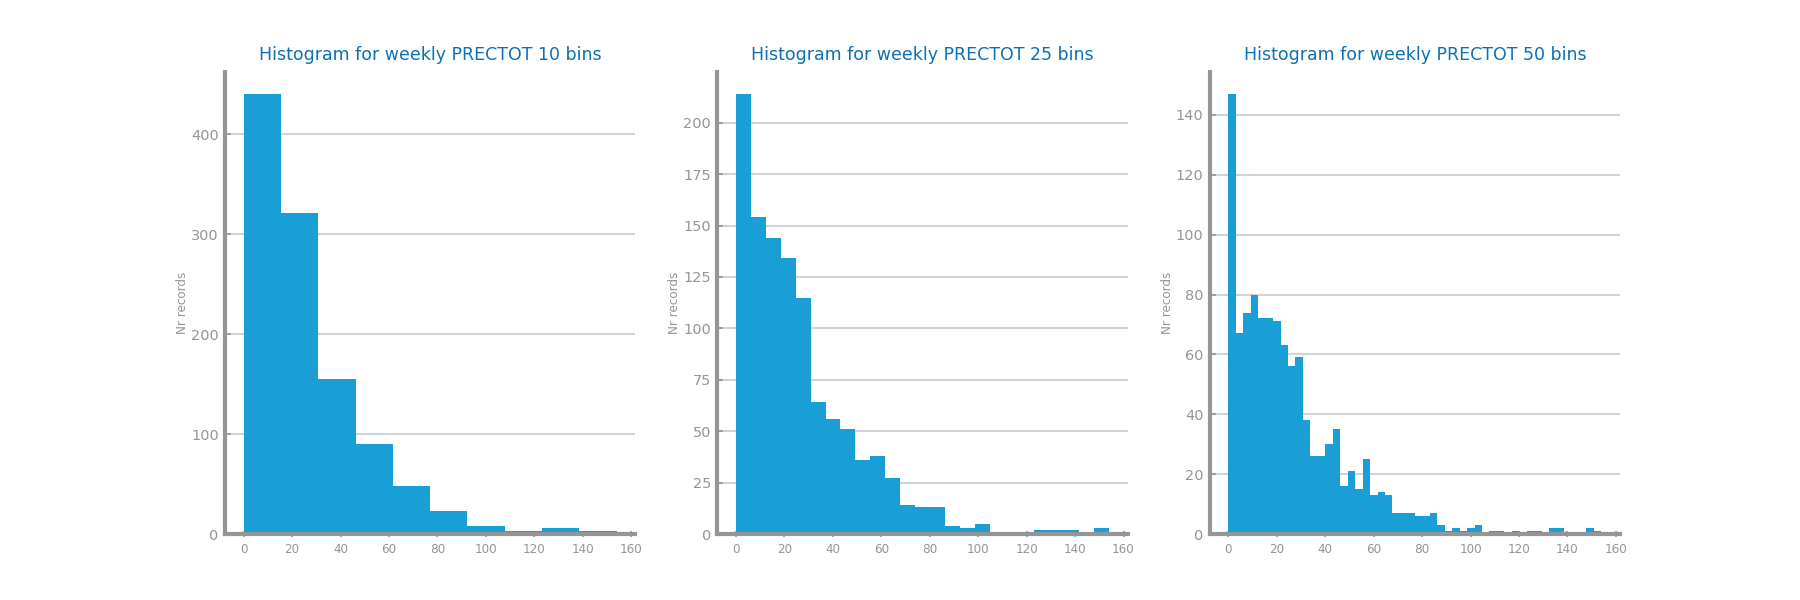 Histogram for weekly PRECTOT 10 bins
Nr records
400
300
200
100
0
0 20 40 60 80 100 120 140 160
Histogram for weekly PRECTOT 25 bins
Nr records
200
175
150
125
100
75
50
25
0
0 20 40 60 80 100 120 140 160
Histogram for weekly PRECTOT 50 bins
Nr records
140
120
100
80
60
40
20
0
0 20 40 60 80 100 120 140 160